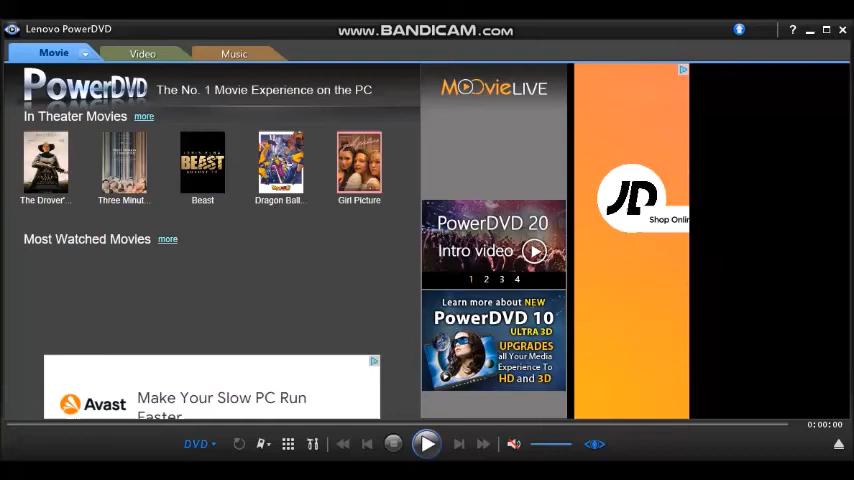 Lenovo PowerDVD
www.BANDICAM.com
?
Movie
Video
Music
PowerDVD
The No. 1 Movie Experience on the PC
In Theater Movies more
BEAST
The Drover'...
Three Minut...
Beast
Dragon Ball...
Girl Picture
Most Watched Movies more
Avast
Make Your Slow PC Run
Faster
MOOvieLIVE
PowerDVD 20
Intro video
1 2 3 4
Learn more about NEW
PowerDVD 10
ULTRA 3D
UPGRADES
all Your Media
Experience To
HD and 3D
JD
Shop Onlin
0:00:00
DVD